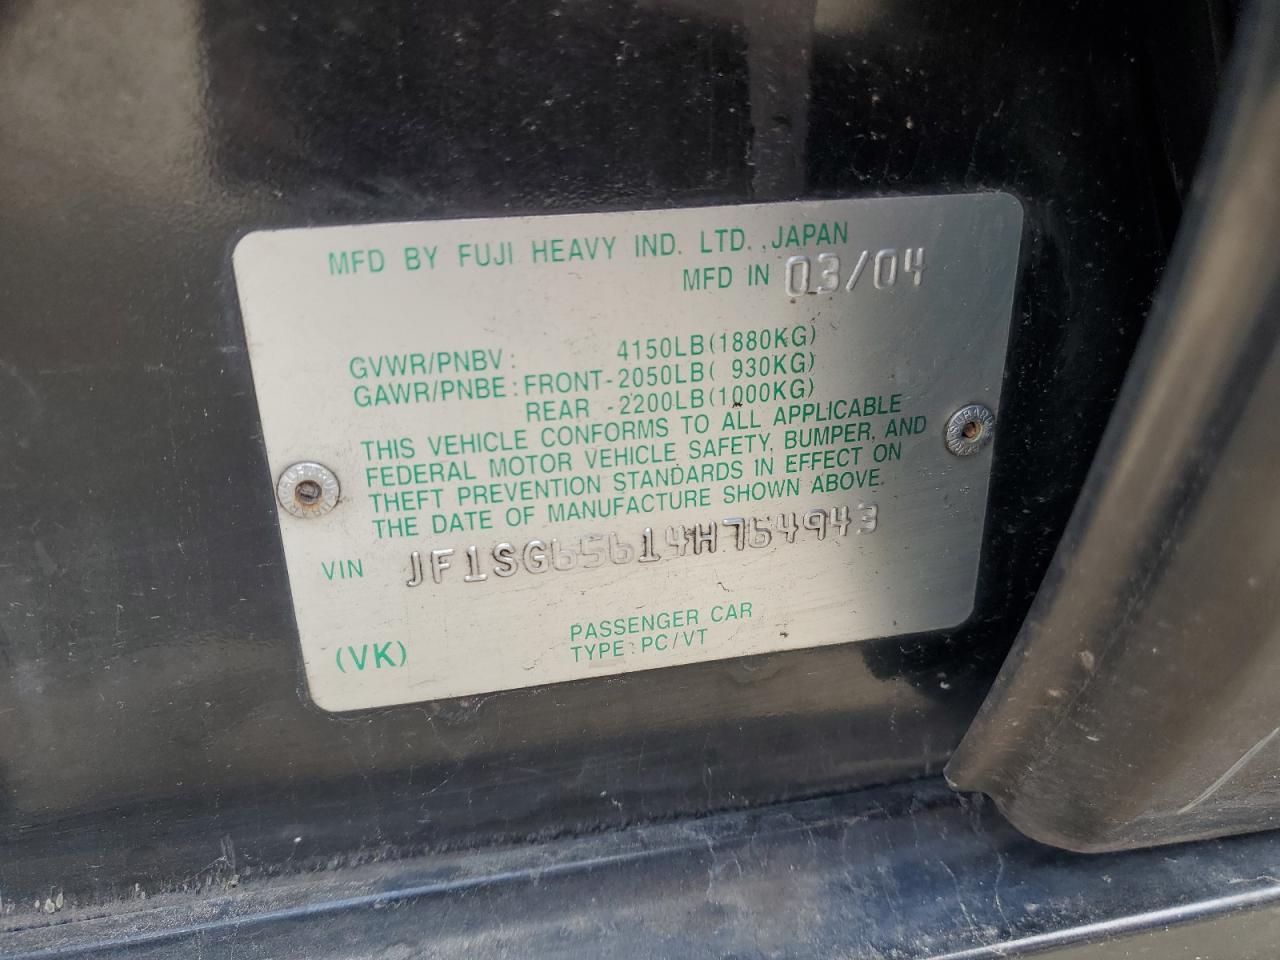 MFD BY FUJI HEAVY IND. LTD., JAPAN
MFD IN 03/04
GVWR/PNBV: 4150LB(1880KG)
GAWR/PNBE: FRONT-2050LB( 930KG)
REAR -2200LB(1000KG)
THIS VEHICLE CONFORMS TO ALL APPLICABLE
FEDERAL MOTOR VEHICLE SAFETY, BUMPER, AND
THEFT PREVENTION STANDARDS IN EFFECT ON
THE DATE OF MANUFACTURE SHOWN ABOVE.
VIN JF1SG65614H764943
PASSENGER CAR
(VK) TYPE: PC/VT
SUBARU
SUBARU